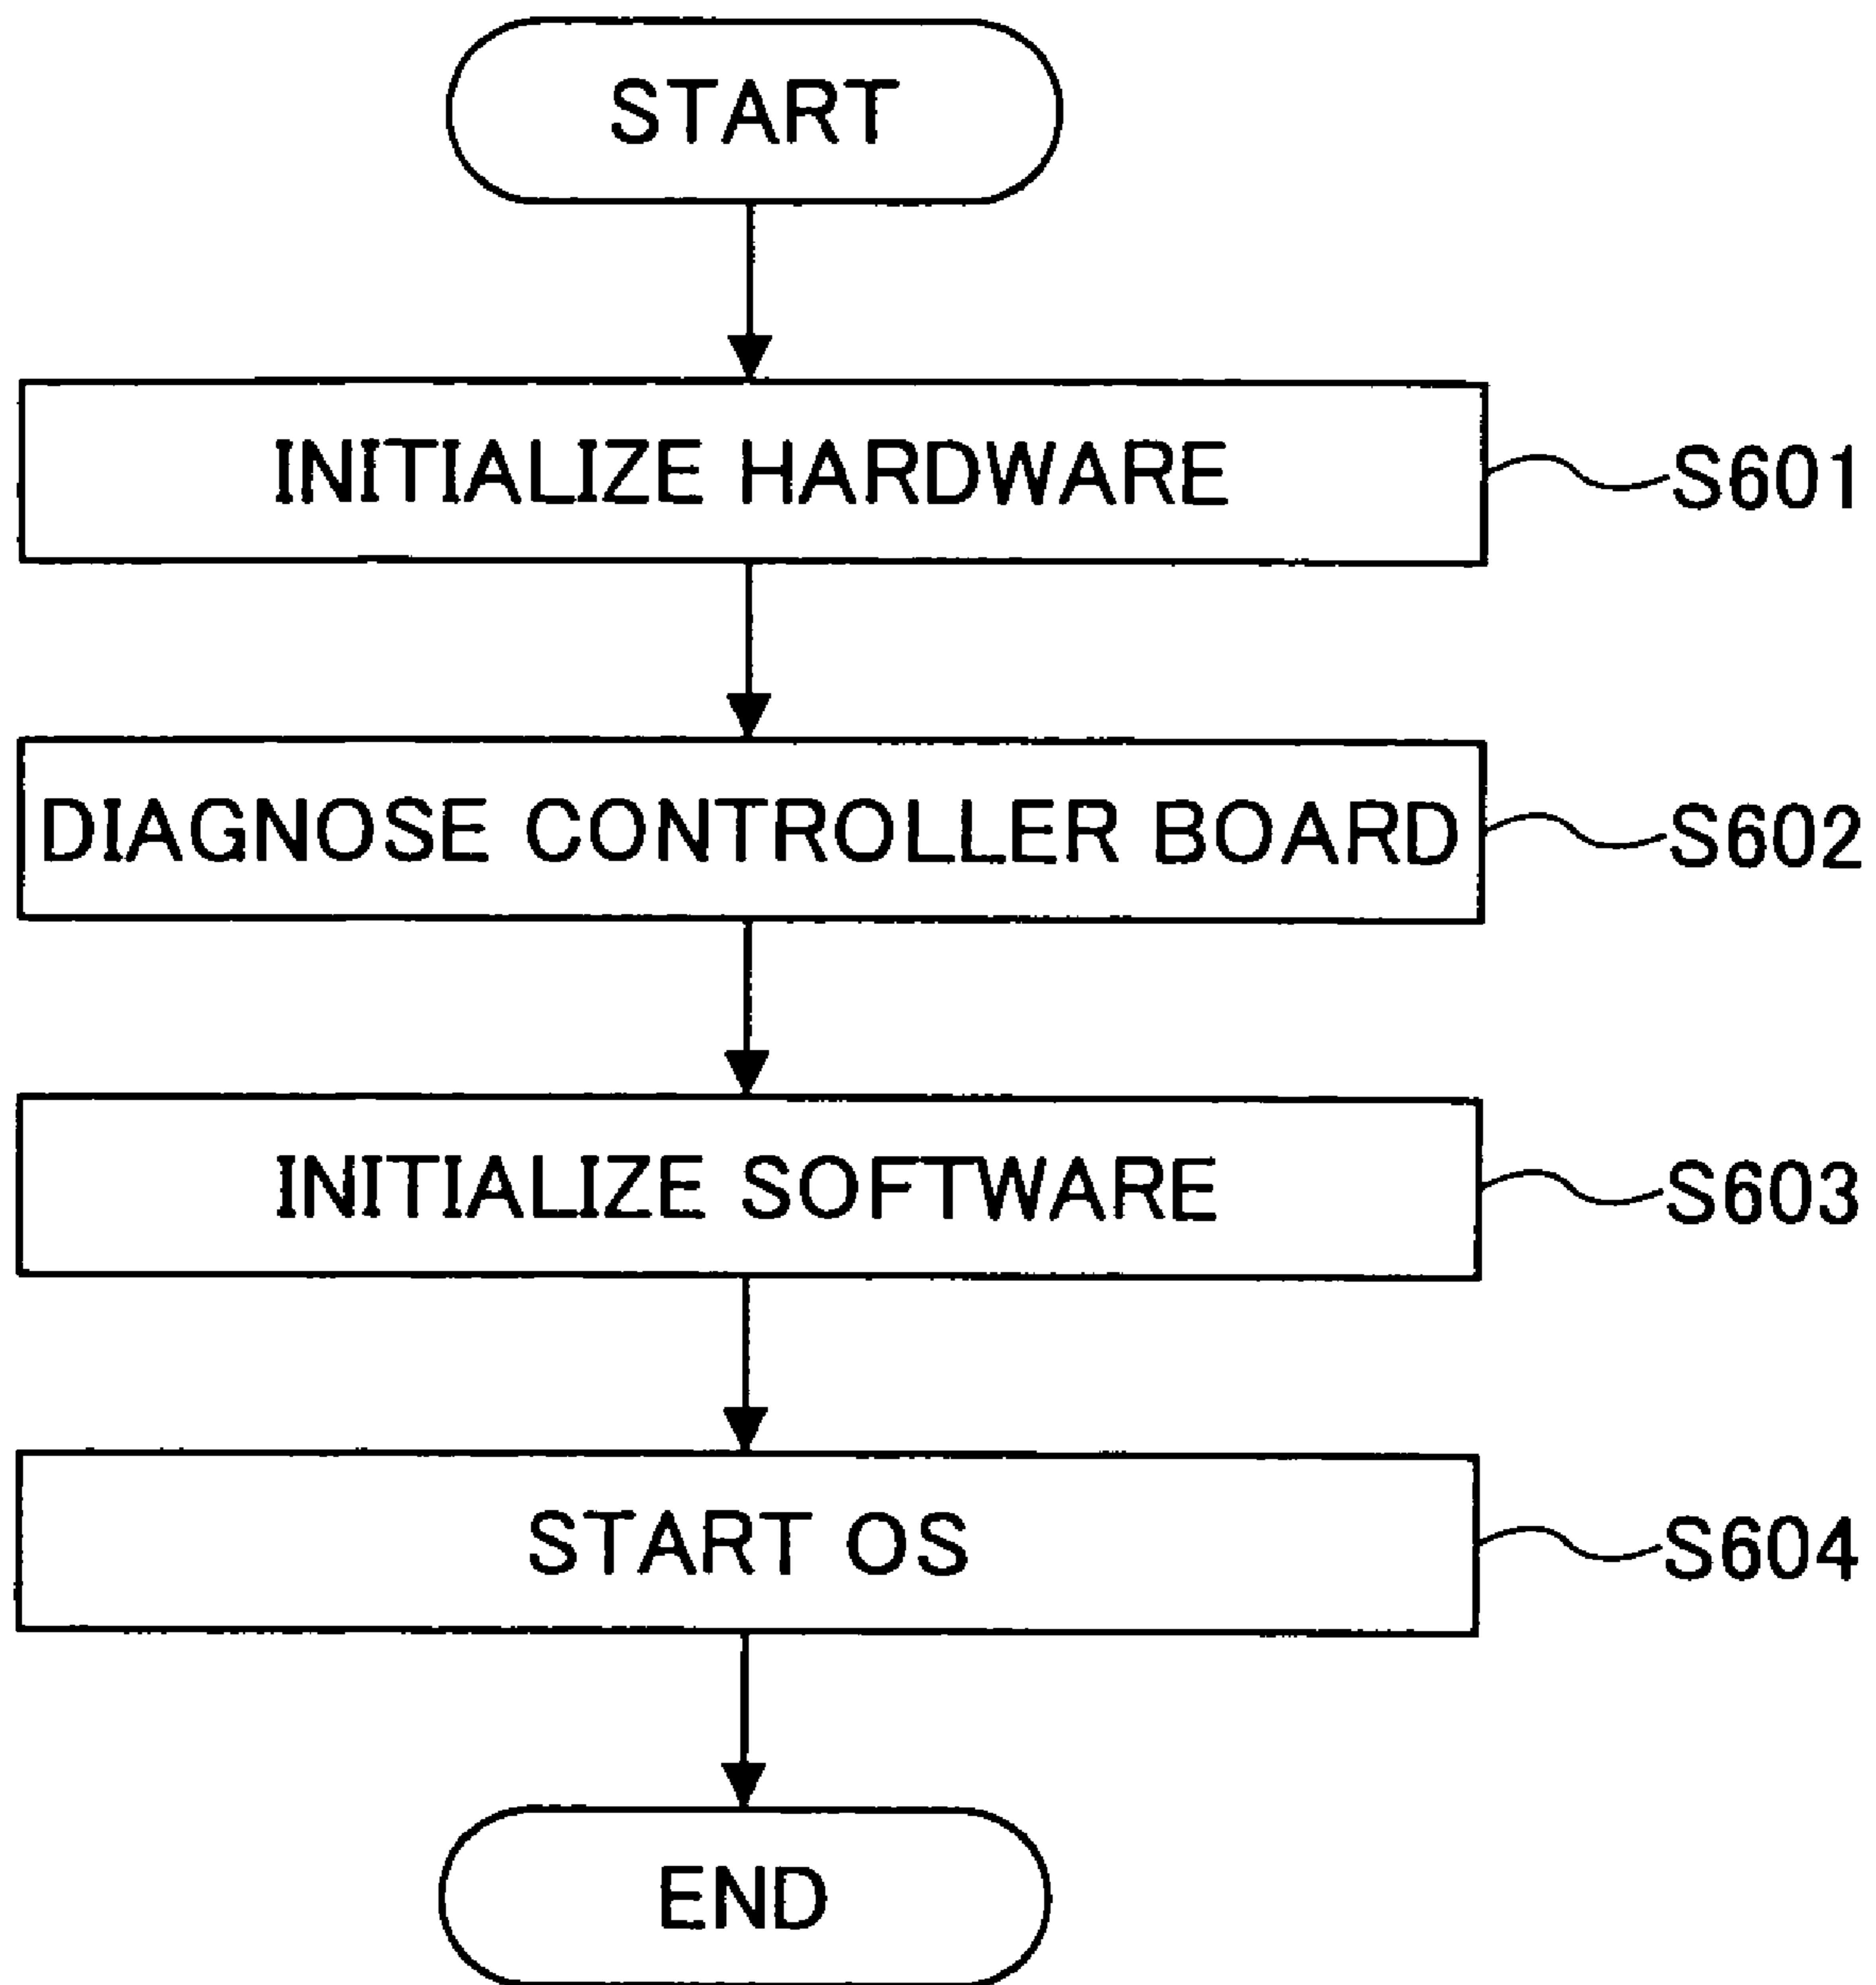 START
INITIALIZE HARDWARE
S601
DIAGNOSE CONTROLLER BOARD
S602
INITIALIZE SOFTWARE
S603
START OS
S604
END